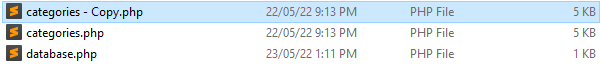 categories - Copy.php 22/05/22 9:13 PM PHP File 5 KB
categories.php 22/05/22 9:13 PM PHP File 5 KB
database.php 23/05/22 1:11 PM PHP File 1 KB